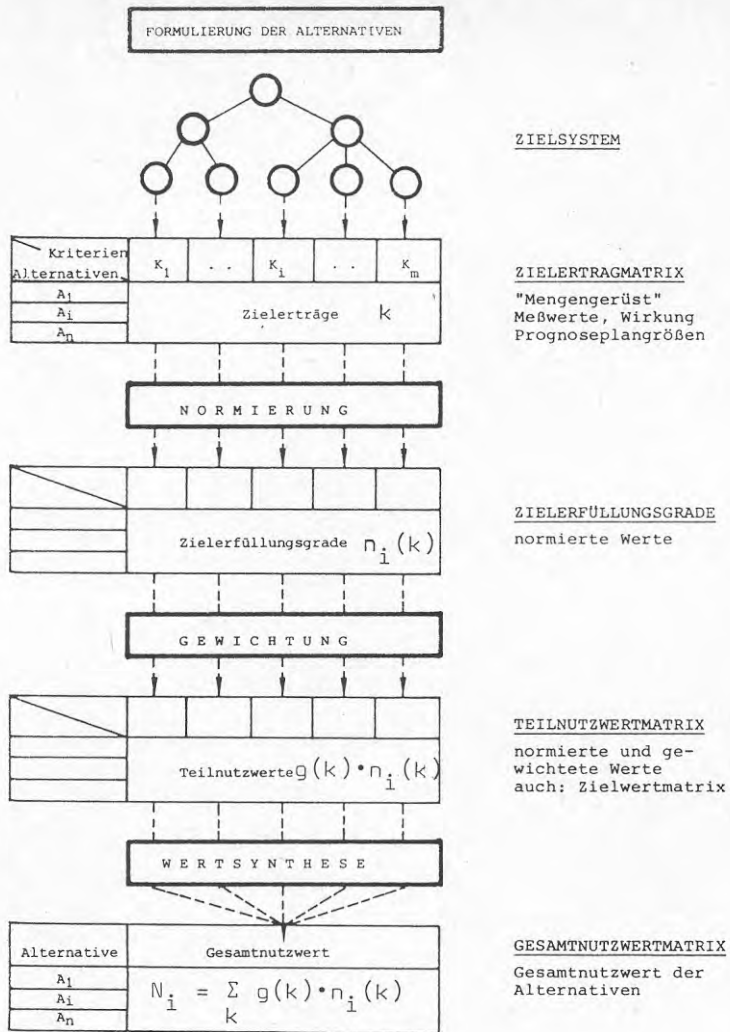 FORMULIERUNG DER ALTERNATIVEN
ZIELSYSTEM
Kriterien
Alternativen
K1 . . Ki . . Km
A1
Ai
An
Zielerträge k
ZIELERTRAGMATRIX
"Mengengerüst"
Meßwerte, Wirkung
Prognoseplangrößen
NORMIERUNG
Zielerfüllungsgrade ni(k)
ZIELERFÜLLUNGSGRADE
normierte Werte
GEWICHTUNG
Teilnutzwerte g(k)•ni(k)
TEILNUTZWERTMATRIX
normierte und ge-
wichtete Werte
auch: Zielwertmatrix
WERTSYNTHESE
Alternative Gesamtnutzwert
A1
Ai
An
Ni = Σ g(k)•ni(k)
k
GESAMTNUTZWERTMATRIX
Gesamtnutzwert der
Alternativen